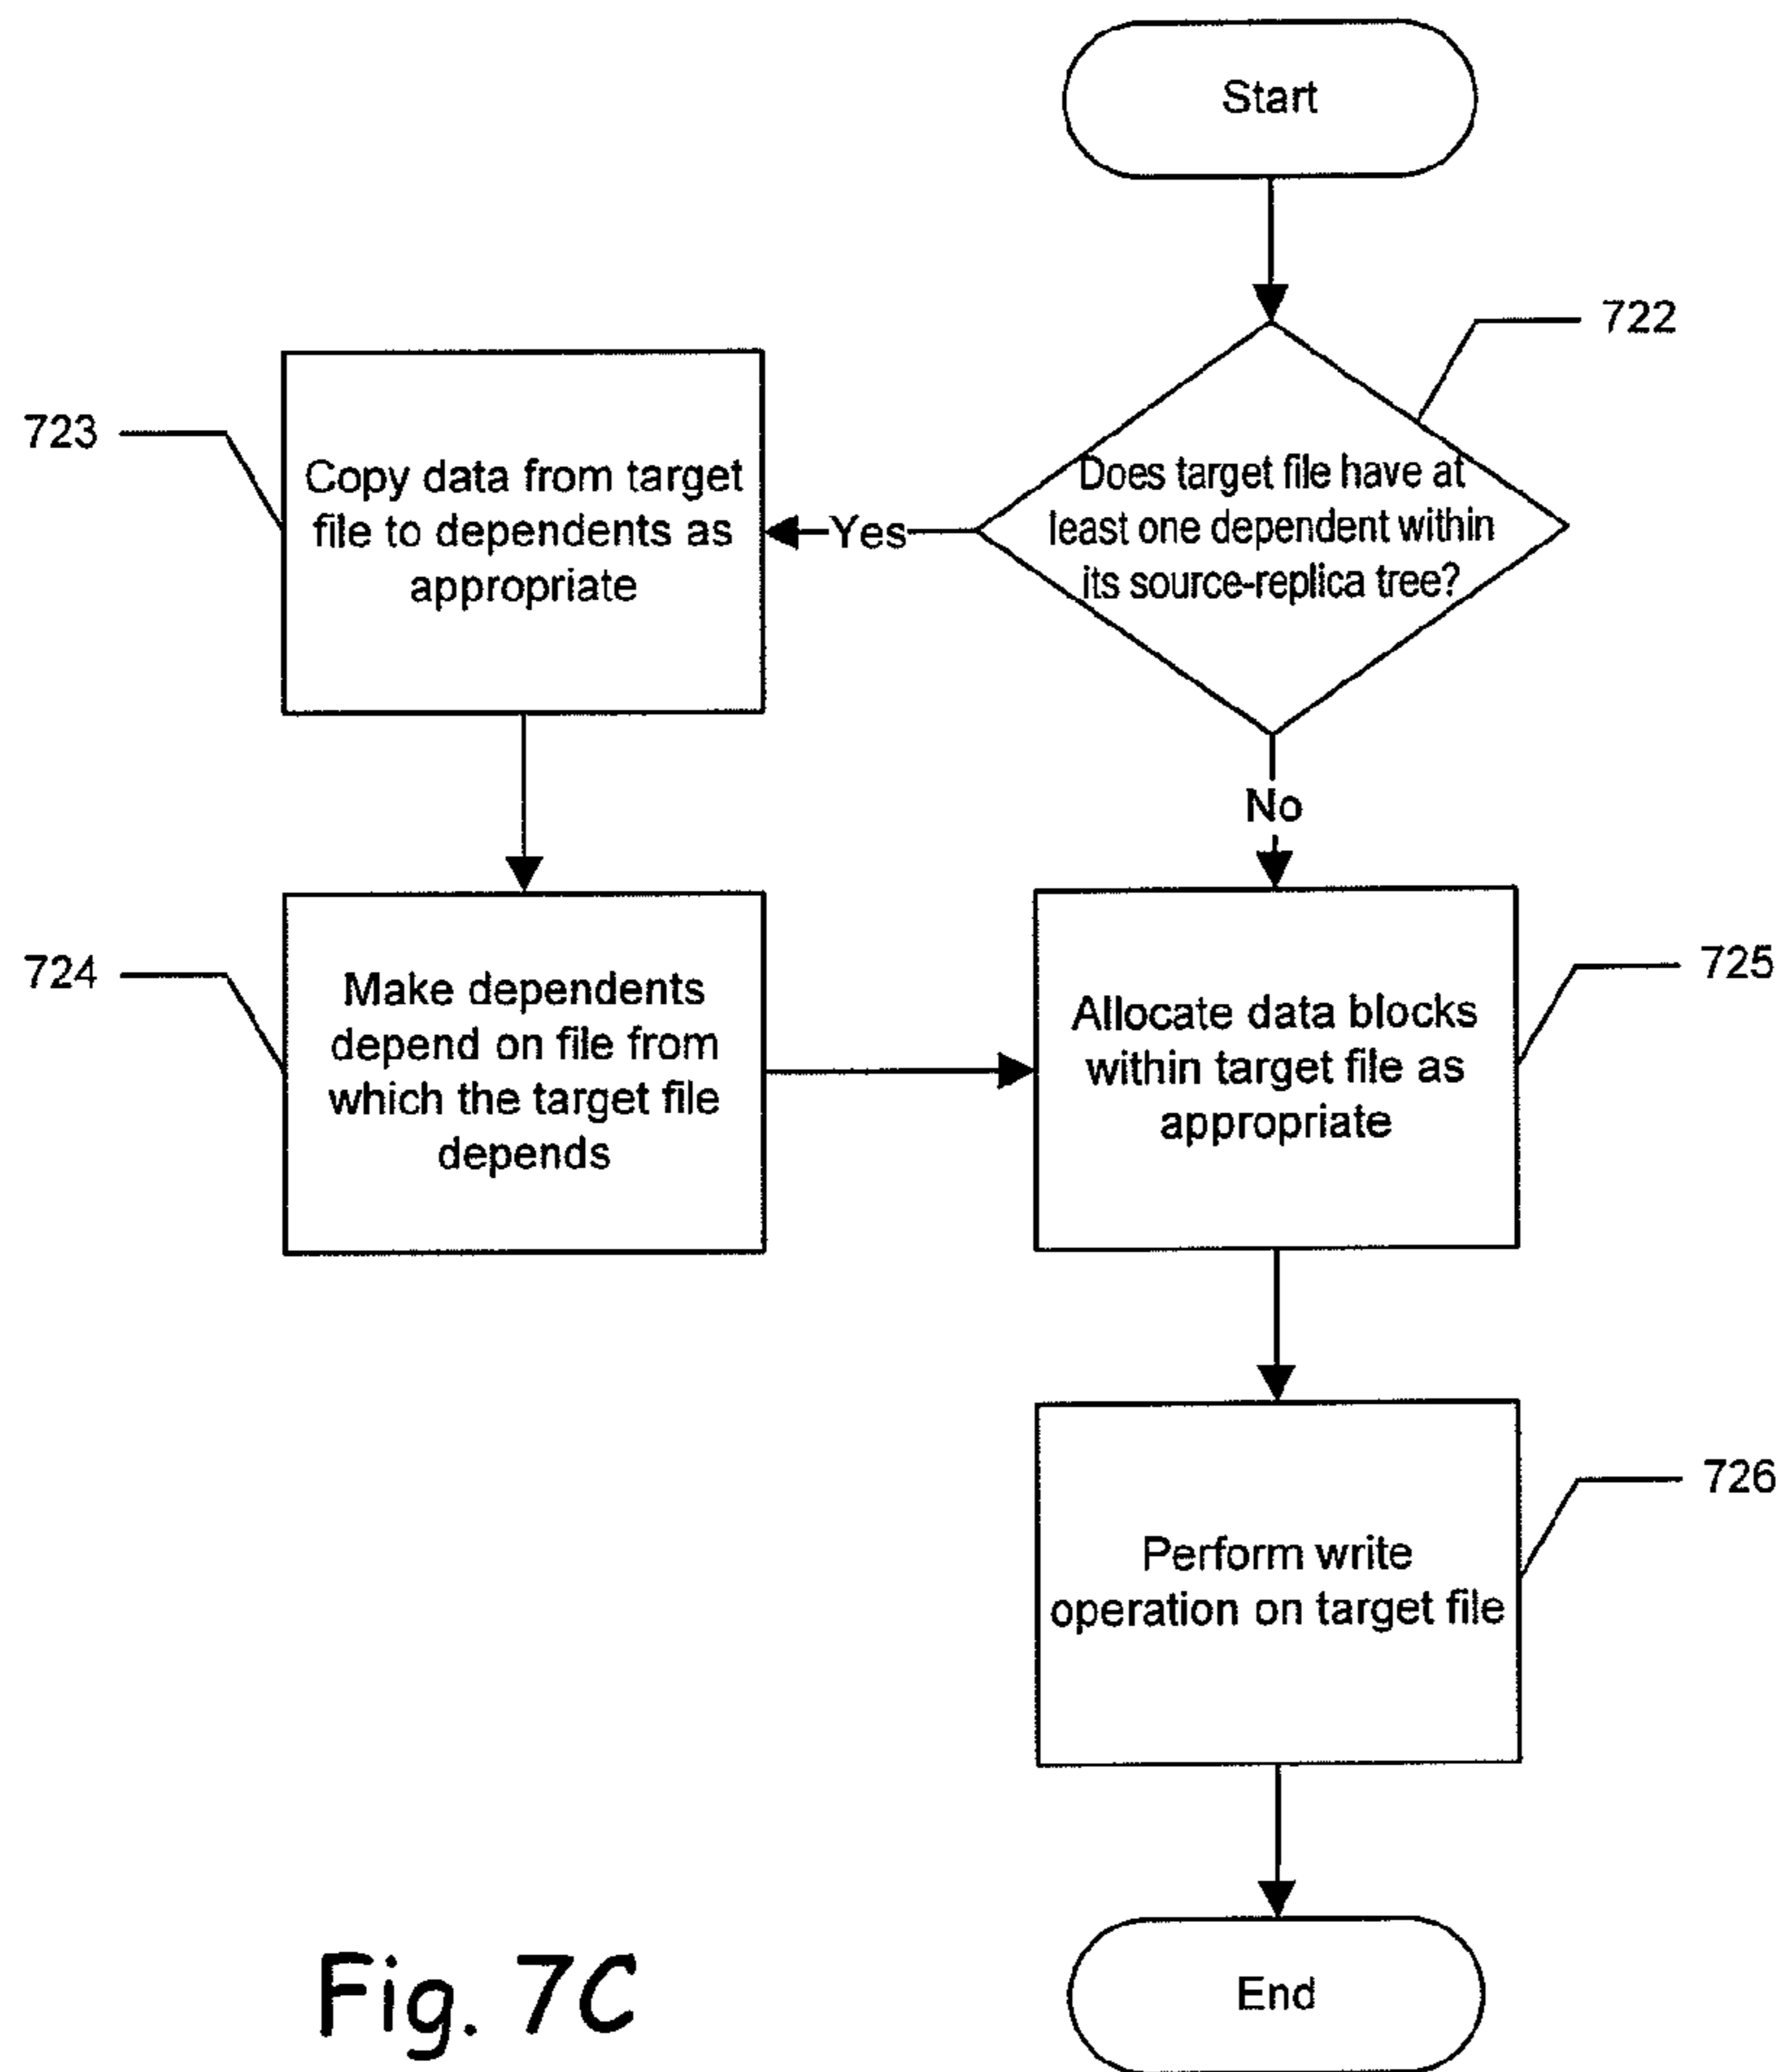 Start
722
Does target file have at
least one dependent within
its source-replica tree?
Yes
723
Copy data from target
file to dependents as
appropriate
No
724
Make dependents
depend on file from
which the target file
depends
725
Allocate data blocks
within target file as
appropriate
726
Perform write
operation on target file
End
Fig. 7C